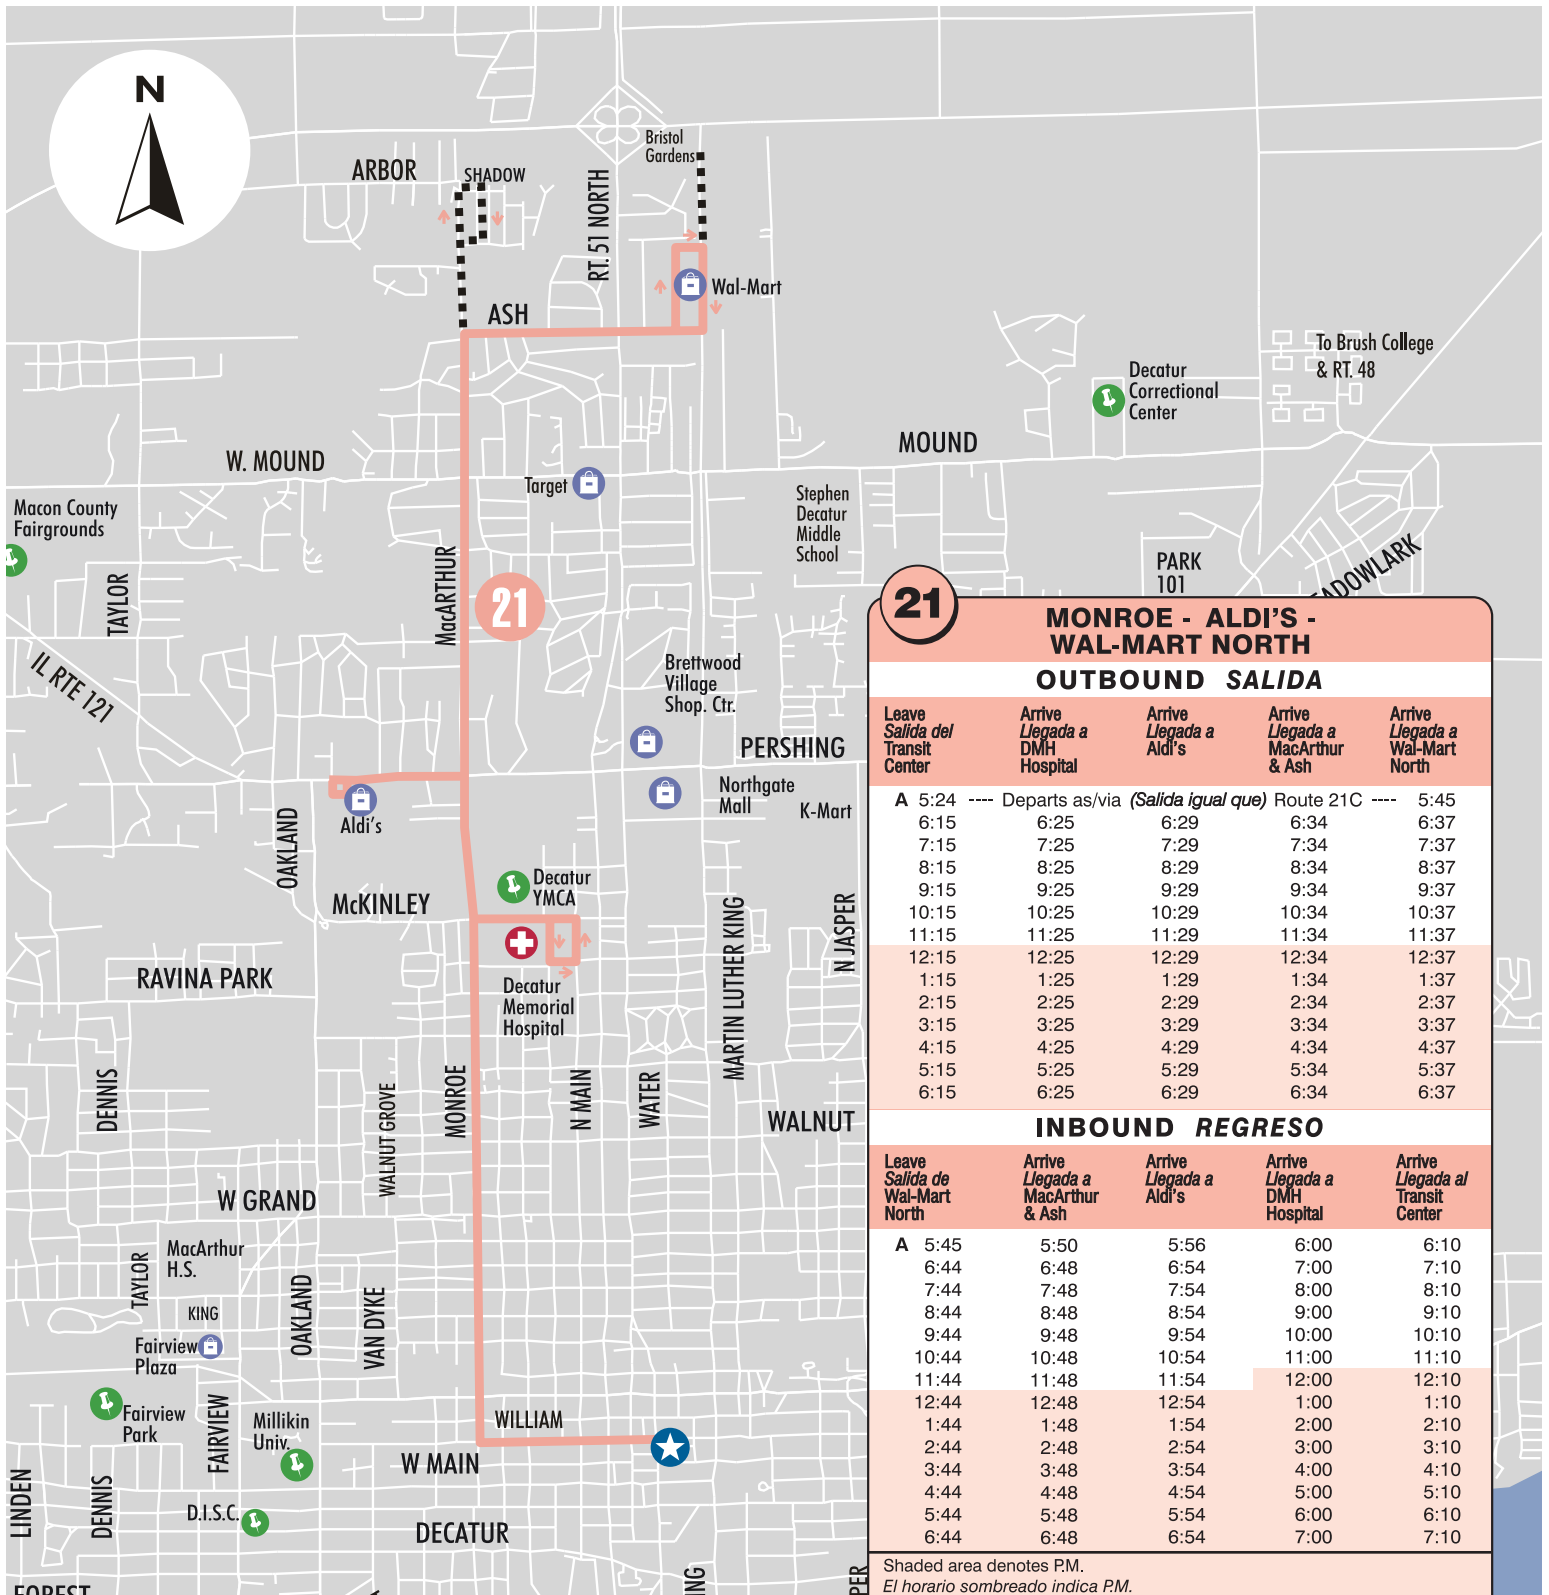 N
ARBOR
SHADOW
RT. 51 NORTH
Bristol
Gardens
Wal-Mart
ASH
To Brush College
& RT. 48
Decatur
Correctional
Center
MOUND
W. MOUND
Target
Macon County
Fairgrounds
Stephen
Decatur
Middle
School
PARK
101
TAYLOR
MacARTHUR
21
IL RTE 121
Brettwood
Village
Shop. Ctr.
PERSHING
Northgate
Mall
K-Mart
Aldi's
OAKLAND
Decatur
YMCA
McKINLEY
MARTIN LUTHER KING
N JASPER
RAVINA PARK
Decatur
Memorial
Hospital
DENNIS
WALNUT GROVE
MONROE
N MAIN
WATER
WALNUT
W GRAND
MacArthur
H.S.
TAYLOR
KING
OAKLAND
VAN DYKE
Fairview
Plaza
Fairview
Park
FAIRVIEW
Millikin
Univ.
WILLIAM
W MAIN
LINDEN
DENNIS
D.I.S.C.
DECATUR
21
MONROE - ALDI'S -
WAL-MART NORTH
OUTBOUND SALIDA
Leave Arrive Arrive Arrive Arrive
Salida del Llegada a Llegada a Llegada a Llegada a
Transit DMH Aldi's MacArthur Wal-Mart
Center Hospital & Ash North
A 5:24 ---- Departs as/via (Salida igual que) Route 21C ---- 5:45
6:15 6:25 6:29 6:34 6:37
7:15 7:25 7:29 7:34 7:37
8:15 8:25 8:29 8:34 8:37
9:15 9:25 9:29 9:34 9:37
10:15 10:25 10:29 10:34 10:37
11:15 11:25 11:29 11:34 11:37
12:15 12:25 12:29 12:34 12:37
1:15 1:25 1:29 1:34 1:37
2:15 2:25 2:29 2:34 2:37
3:15 3:25 3:29 3:34 3:37
4:15 4:25 4:29 4:34 4:37
5:15 5:25 5:29 5:34 5:37
6:15 6:25 6:29 6:34 6:37
INBOUND REGRESO
Leave Arrive Arrive Arrive Arrive
Salida de Llegada a Llegada a Llegada a Llegada al
Wal-Mart MacArthur Aldi's DMH Transit
North & Ash Hospital Center
A 5:45 5:50 5:56 6:00 6:10
6:44 6:48 6:54 7:00 7:10
7:44 7:48 7:54 8:00 8:10
8:44 8:48 8:54 9:00 9:10
9:44 9:48 9:54 10:00 10:10
10:44 10:48 10:54 11:00 11:10
11:44 11:48 11:54 12:00 12:10
12:44 12:48 12:54 1:00 1:10
1:44 1:48 1:54 2:00 2:10
2:44 2:48 2:54 3:00 3:10
3:44 3:48 3:54 4:00 4:10
4:44 4:48 4:54 5:00 5:10
5:44 5:48 5:54 6:00 6:10
6:44 6:48 6:54 7:00 7:10
Shaded area denotes P.M.
El horario sombreado indica P.M.